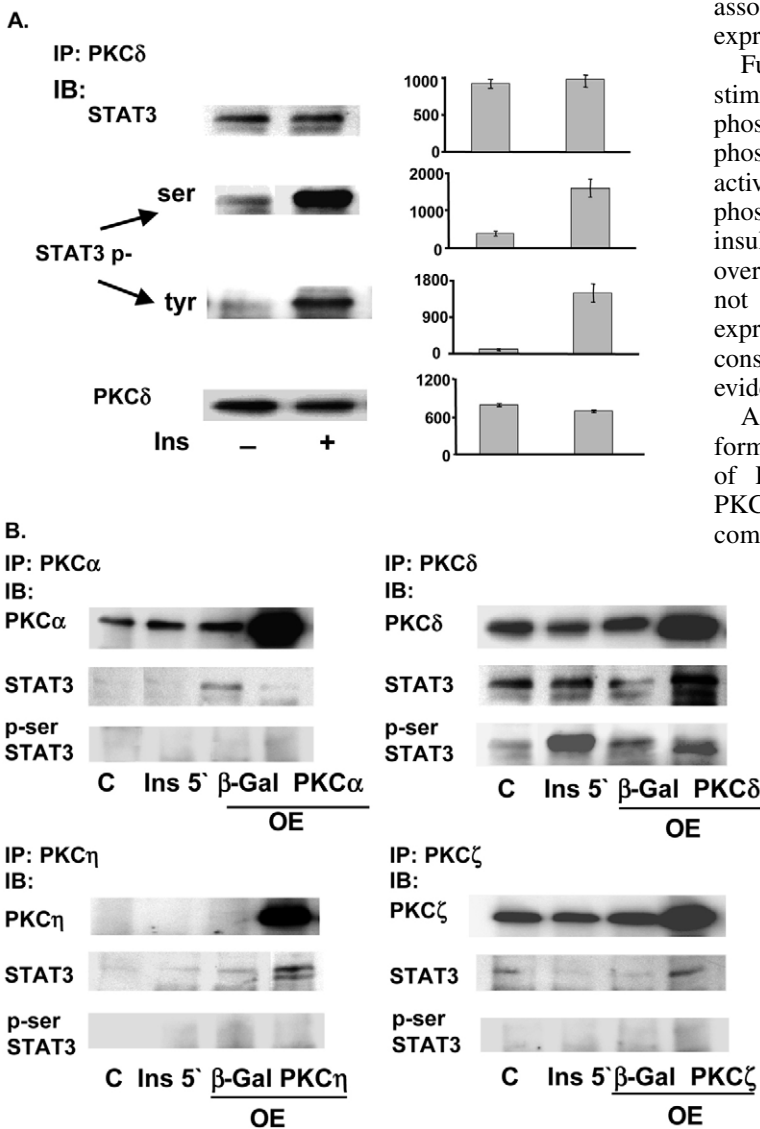 A.
IP: PKCδ
IB:
STAT3
ser
STAT3 p-
tyr
PKCδ
Ins – +
1000
500
0
2000
1000
0
1800
900
0
1200
600
0
asso
expr
Fu
stim
phos
phos
activ
phos
insul
over
not
expr
cons
evide
A
form
of
PKC
com
B.
IP: PKCα
IB:
PKCα
STAT3
p-ser
STAT3
C Ins 5` β-Gal PKCα
OE
IP: PKCδ
IB:
PKCδ
STAT3
p-ser
STAT3
C Ins 5` β-Gal PKCδ
OE
IP: PKCη
IB:
PKCη
STAT3
p-ser
STAT3
C Ins 5` β-Gal PKCη
OE
IP: PKCζ
IB:
PKCζ
STAT3
p-ser
STAT3
C Ins 5` β-Gal PKCζ
OE